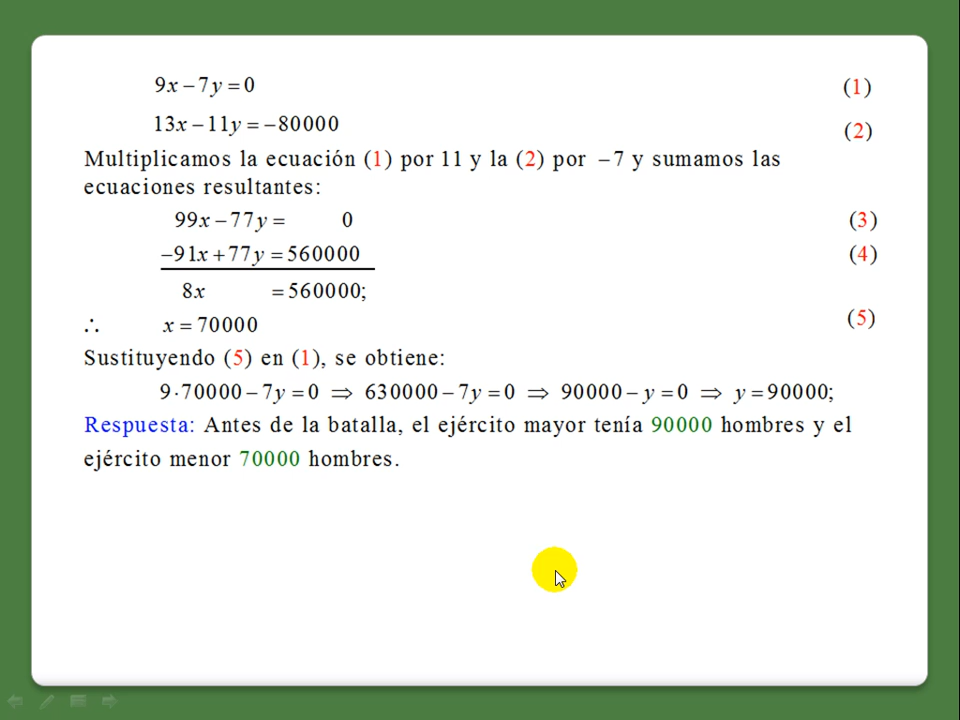 9x − 7y = 0 (1)
13x − 11y = −80000 (2)
Multiplicamos la ecuación (1) por 11 y la (2) por −7 y sumamos las
ecuaciones resultantes:
99x − 77y = 0 (3)
−91x + 77y = 560000 (4)
8x = 560000;
∴ x = 70000 (5)
Sustituyendo (5) en (1), se obtiene:
9·70000 − 7y = 0 ⇒ 630000 − 7y = 0 ⇒ 90000 − y = 0 ⇒ y = 90000;
Respuesta: Antes de la batalla, el ejército mayor tenía 90000 hombres y el
ejército menor 70000 hombres.